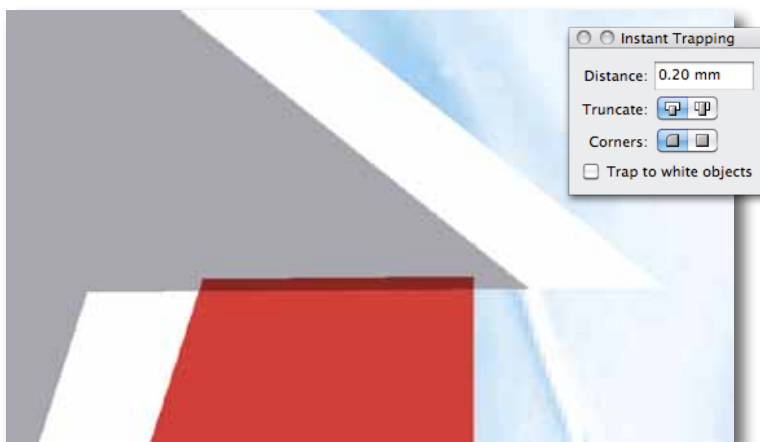 Instant Trapping
Distance: 0.20 mm
Truncate:
Corners:
Trap to white objects